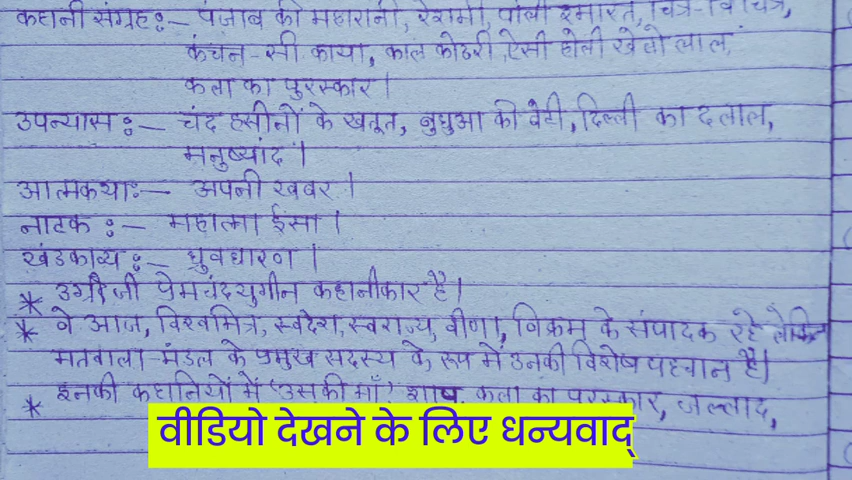 कहानी संग्रह:— पंजाब की महारानी, रेशमी, पोली इमारत, चित्र-विचित्र,
कंचन-सी काया, काल कोठरी, ऐसी होली खेलो लाल,
कला का पुरस्कार।
उपन्यास:— चंद हसीनों के खतूत, बुधुआ की बेटी, दिल्ली का दलाल,
मनुष्यांद।
आत्मकथा:— अपनी खबर।
नाटक:— महात्मा ईसा।
खंडकाव्य:— ध्रुवधारण।
* उग्रजी प्रेमचंदयुगीन कहानीकार है।
* वे आज, विश्वमित्र, स्वदेश, स्वराज्य, वीणा, विक्रम के संपादक रहे लेकिन
मतवाला-मंडल के प्रमुख सदस्य के रूप में उनकी विशेष पहचान है।
* इनकी कहानियों में 'उसकी माँ' शाप, कला का पुरस्कार, जल्लाद,
वीडियो देखने के लिए धन्यवाद्